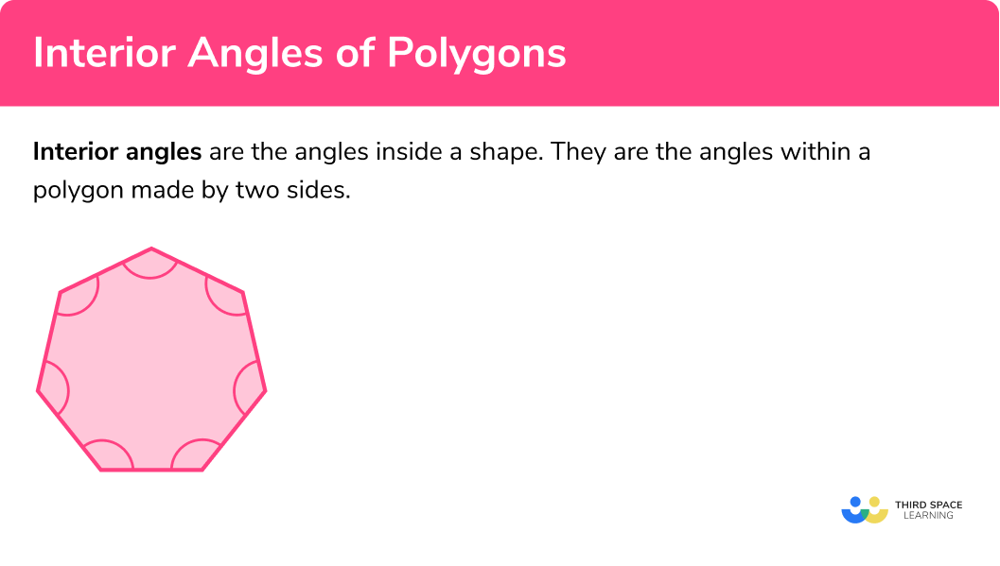 Interior Angles of Polygons
Interior angles are the angles inside a shape. They are the angles within a
polygon made by two sides.
THIRD SPACE
LEARNING